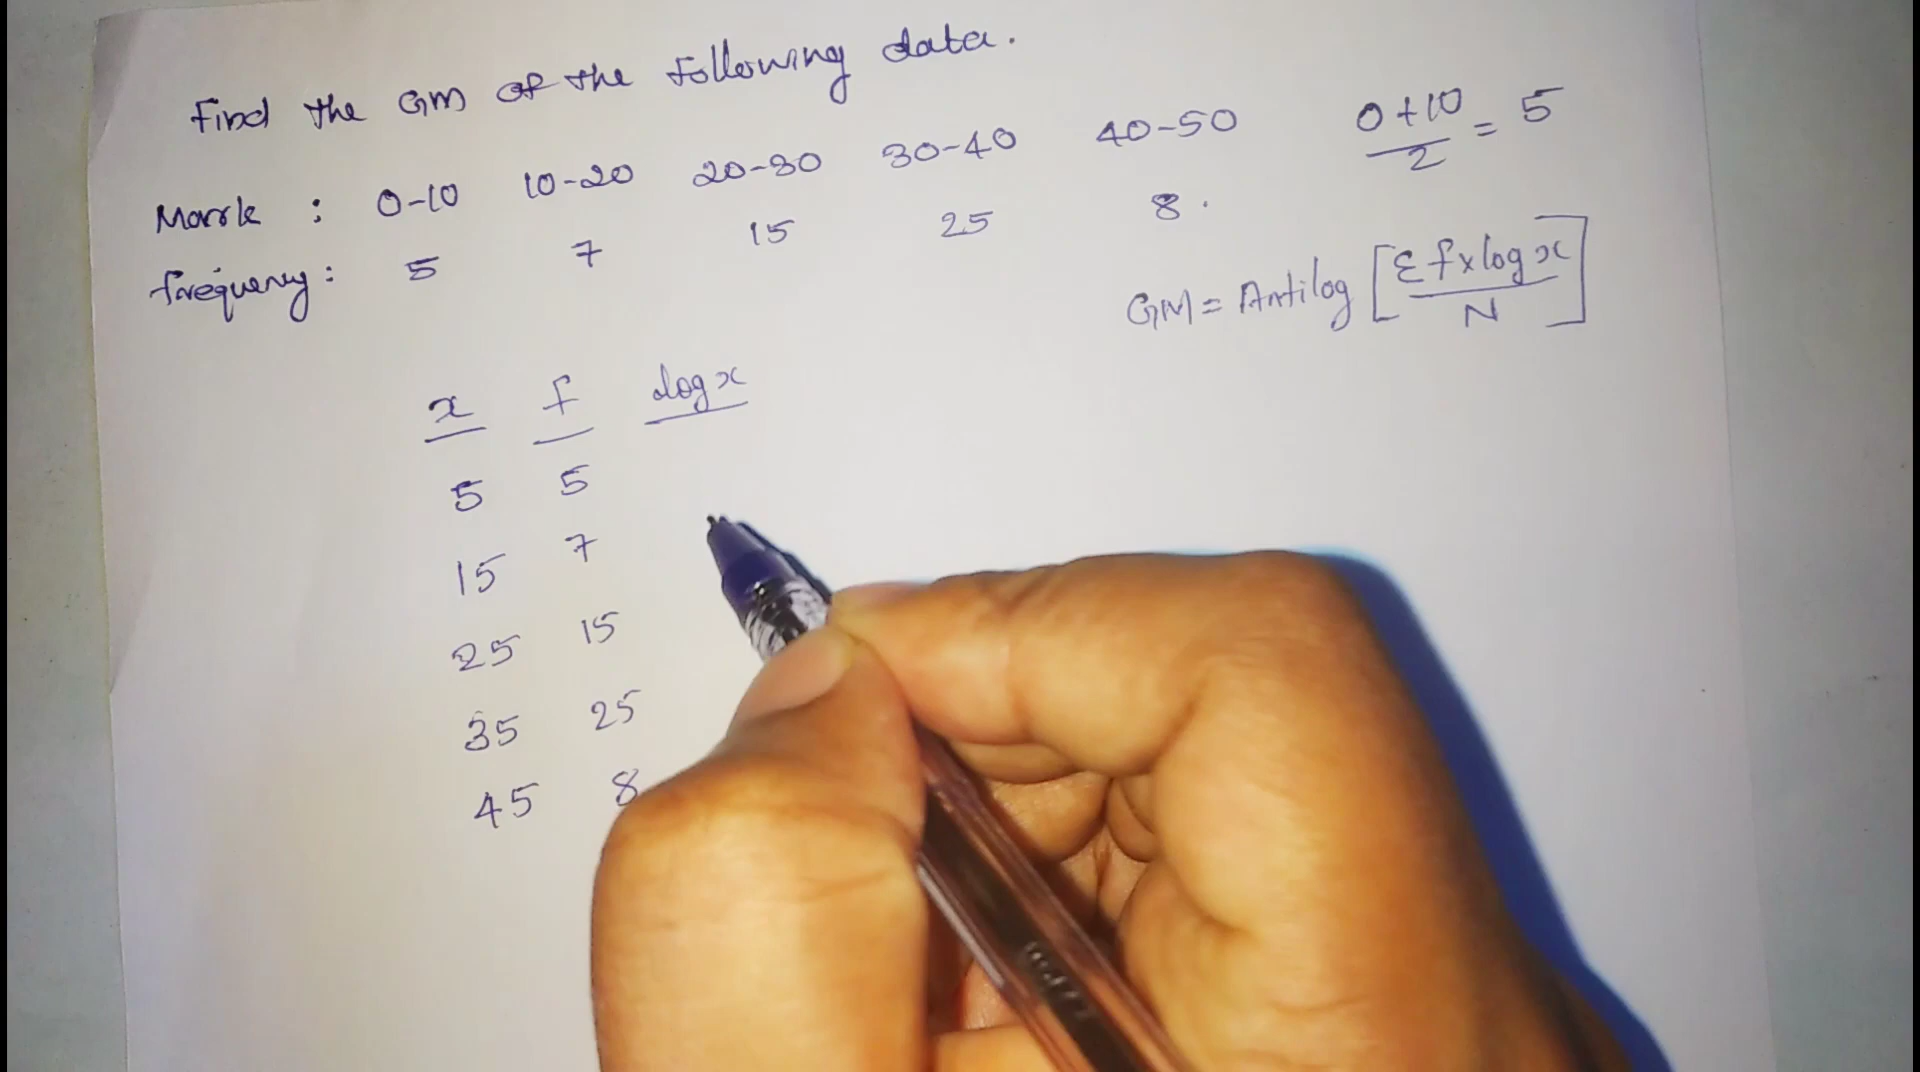 Find the GM of the following data.
Mark : 0-10 10-20 20-30 30-40 40-50
frequency : 5 7 15 25 8.
0+10/2 = 5
GM = Antilog [Σ f x log x / N]
x f log x
5 5
15 7
25 15
35 25
45 8